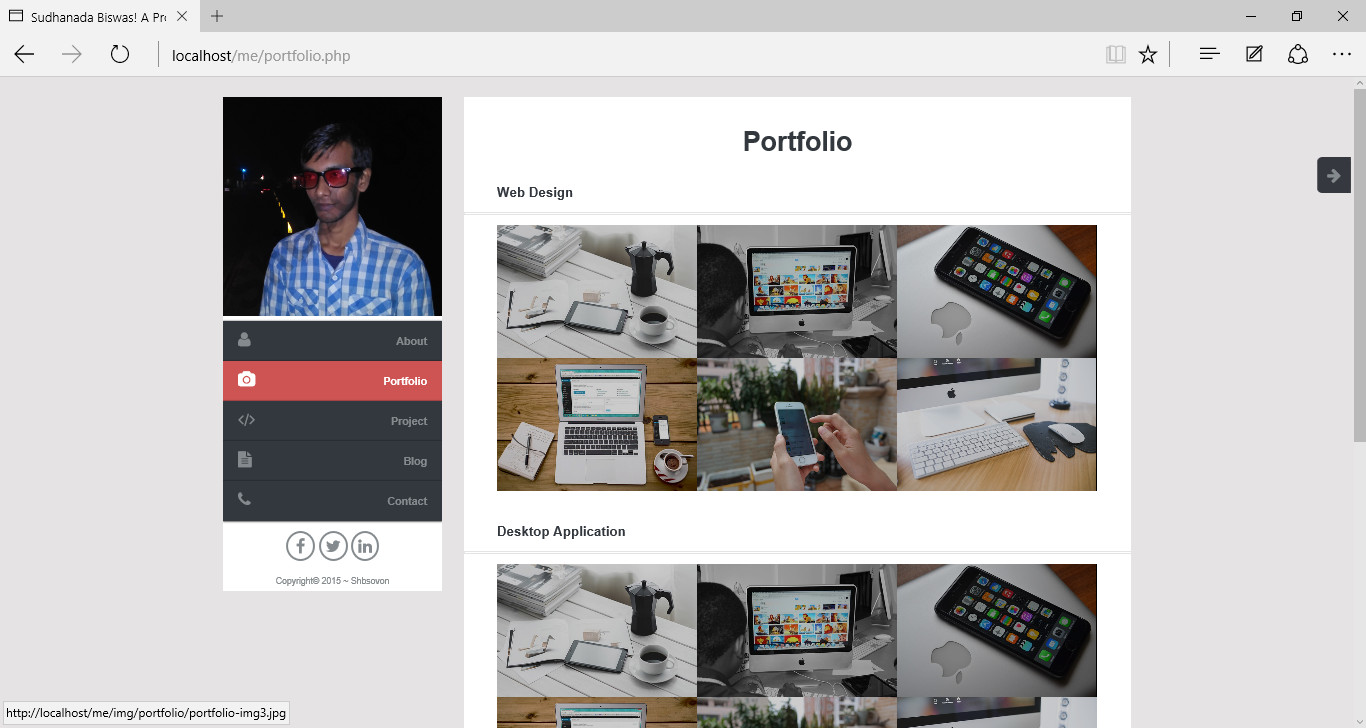 Sudhanada Biswas! A Pro
localhost/me/portfolio.php
Portfolio
Web Design
About
Portfolio
Project
Blog
Contact
Copyright© 2015 ~ Shbsovon
Desktop Application
http://localhost/me/img/portfolio/portfolio-img3.jpg